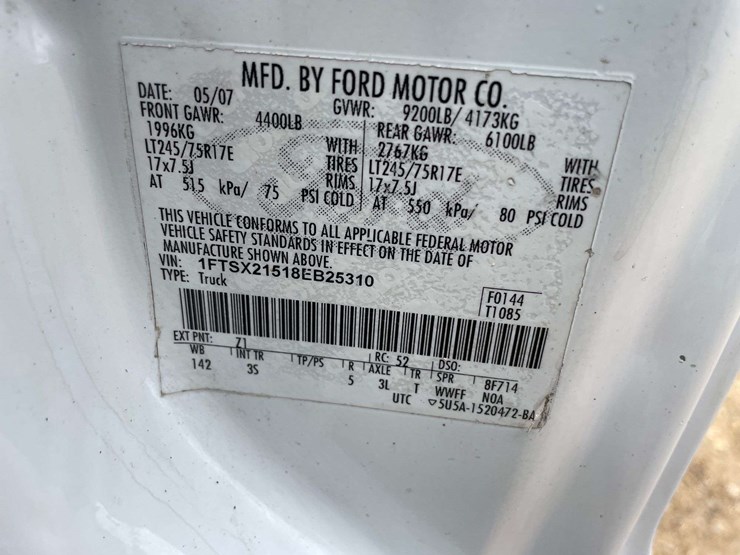 MFD. BY FORD MOTOR CO.
DATE: 05/07 GVWR: 9200LB/ 4173KG
FRONT GAWR: 4400LB REAR GAWR: 6100LB
1996KG WITH 2767KG WITH
LT245/75R17E TIRES LT245/75R17E TIRES
17x7.5J RIMS 17x7.5J RIMS
AT 515 kPa/ 75 PSI COLD AT 550 kPa/ 80 PSI COLD
THIS VEHICLE CONFORMS TO ALL APPLICABLE FEDERAL MOTOR
VEHICLE SAFETY STANDARDS IN EFFECT ON THE DATE OF
MANUFACTURE SHOWN ABOVE.
VIN: 1FTSX21518EB25310
TYPE: Truck
F0144
T1085
EXT PNT: Z1 RC: 52 DSO:
WB INT TR TP/PS R AXLE TR SPR 8F714
142 3S 5 3L T WWFF NOA
UTC ▽5U5A-1520472-BA